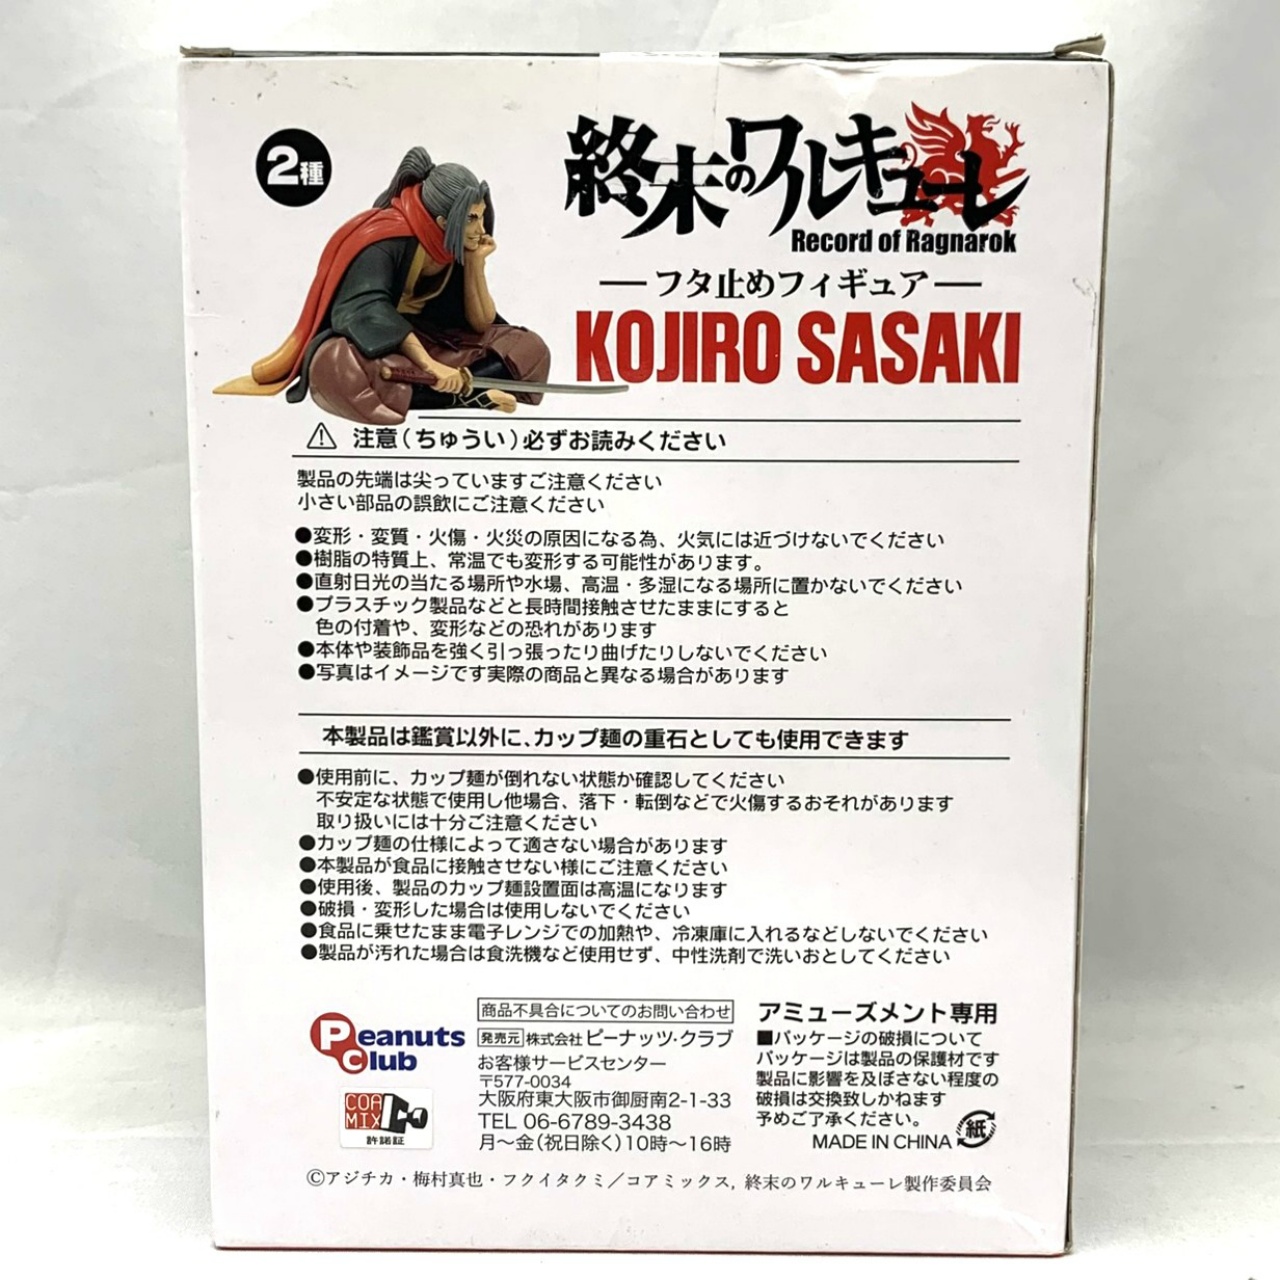 2種
終末のワルキューレ
Record of Ragnarok
フタ止めフィギュア
KOJIRO SASAKI
⚠ 注意(ちゅうい)必ずお読みください
製品の先端は尖っていますご注意ください
小さい部品の誤飲にご注意ください
●変形・変質・火傷・火災の原因になる為、火気には近づけないでください
●樹脂の特質上、常温でも変形する可能性があります。
●直射日光の当たる場所や水場、高温・多湿になる場所に置かないでください
●プラスチック製品などと長時間接触させたままにすると
色の付着や、変形などの恐れがあります
●本体や装飾品を強く引っ張ったり曲げたりしないでください
●写真はイメージです実際の商品と異なる場合があります
本製品は鑑賞以外に、カップ麺の重石としても使用できます
●使用前に、カップ麺が倒れない状態か確認してください
不安定な状態で使用し他場合、落下・転倒などで火傷するおそれがあります
取り扱いには十分ご注意ください
●カップ麺の仕様によって適さない場合があります
●本製品が食品に接触させない様にご注意ください
●使用後、製品のカップ麺設置面は高温になります
●破損・変形した場合は使用しないでください
●食品に乗せたまま電子レンジでの加熱や、冷凍庫に入れるなどしないでください
●製品が汚れた場合は食洗機など使用せず、中性洗剤で洗いおとしてください
Peanuts Club
COAMIX
許諾証
商品不具合についてのお問い合わせ
発売元 株式会社 ピーナッツ・クラブ
お客様サービスセンター
〒577-0034
大阪府東大阪市御厨南2-1-33
TEL 06-6789-3438
月〜金(祝日除く)10時〜16時
アミューズメント専用
■パッケージの破損について
パッケージは製品の保護材です
製品に影響を及ぼさない程度の
破損は交換致しかねます
予めご了承ください。
MADE IN CHINA 紙
©アジチカ・梅村真也・フクイタクミ／コアミックス, 終末のワルキューレ製作委員会